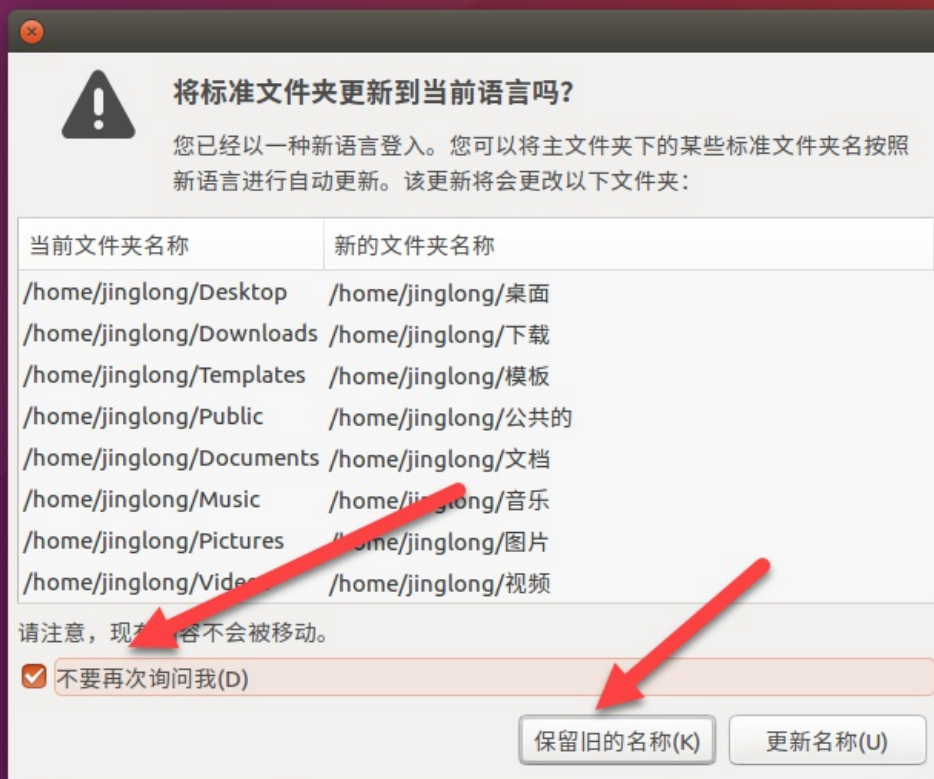 将标准文件夹更新到当前语言吗?
您已经以一种新语言登入。您可以将主文件夹下的某些标准文件夹名按照
新语言进行自动更新。该更新将会更改以下文件夹:
当前文件夹名称 新的文件夹名称
/home/jinglong/Desktop /home/jinglong/桌面
/home/jinglong/Downloads /home/jinglong/下载
/home/jinglong/Templates /home/jinglong/模板
/home/jinglong/Public /home/jinglong/公共的
/home/jinglong/Documents /home/jinglong/文档
/home/jinglong/Music /home/jinglong/音乐
/home/jinglong/Pictures /home/jinglong/图片
/home/jinglong/Videos /home/jinglong/视频
请注意，现有内容不会被移动。
不要再次询问我(D)
保留旧的名称(K) 更新名称(U)